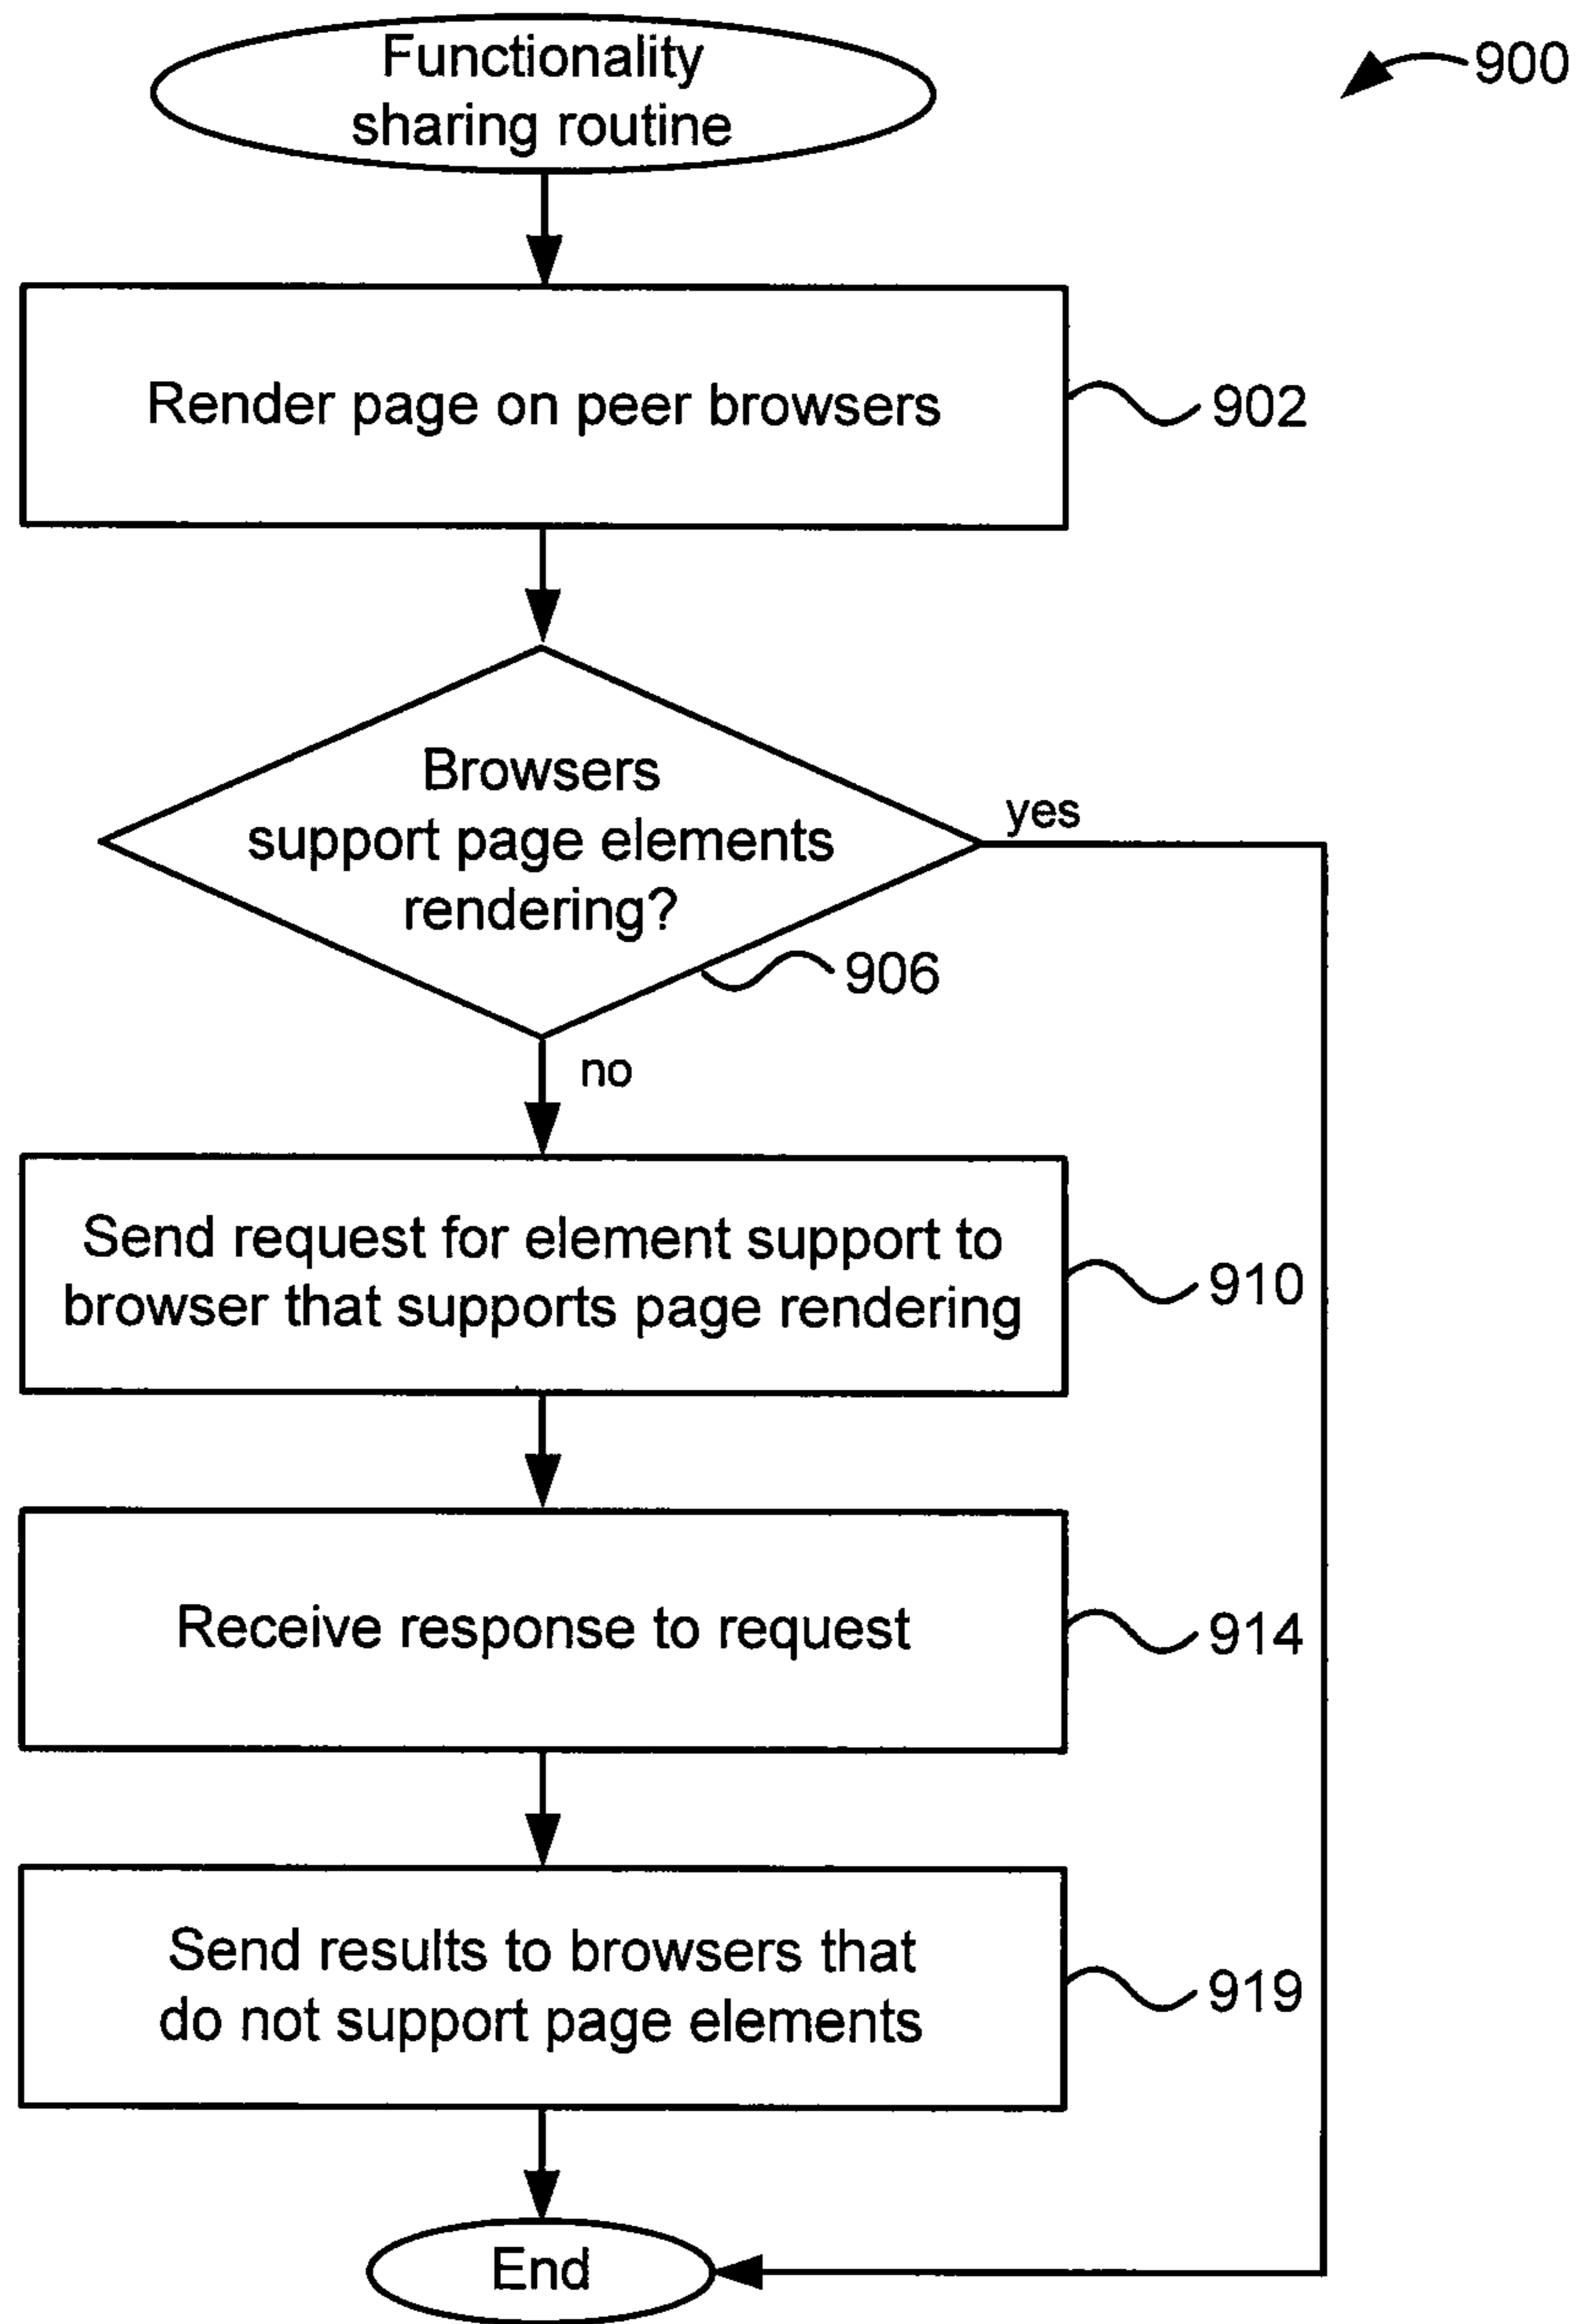 Functionality
sharing routine
900
Render page on peer browsers
902
Browsers
support page elements
rendering?
yes
906
no
Send request for element support to
browser that supports page rendering
910
Receive response to request
914
Send results to browsers that
do not support page elements
919
End